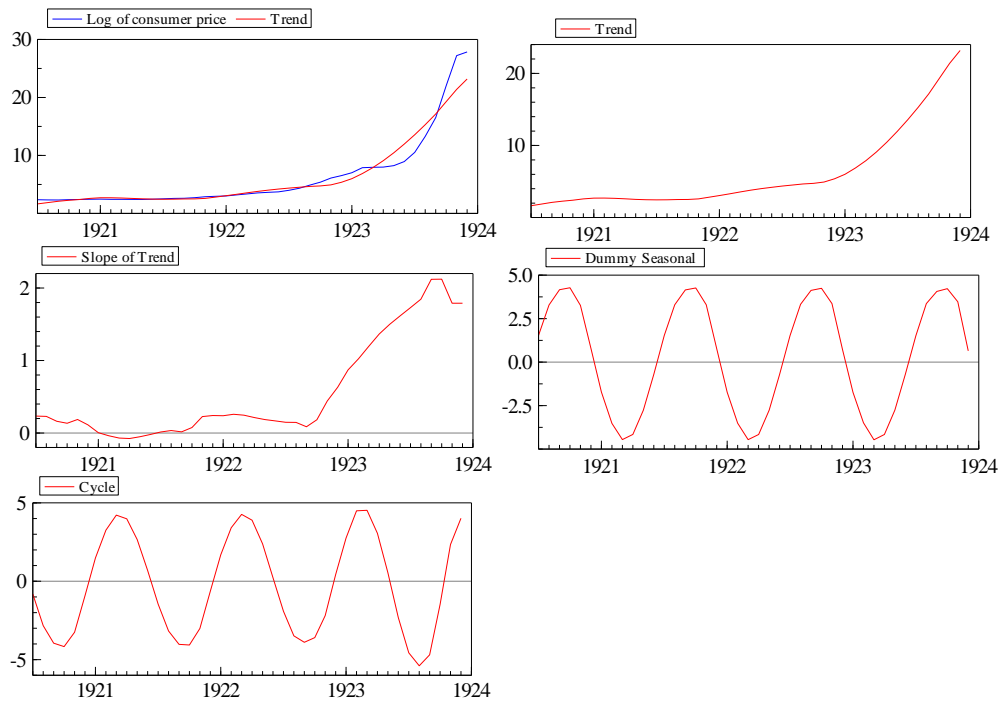 Log of consumer price Trend
30
20
10
1921 1922 1923 1924
Trend
20
10
1921 1922 1923 1924
Slope of Trend
2
1
0
1921 1922 1923 1924
Dummy Seasonal
5.0
2.5
0.0
-2.5
1921 1922 1923 1924
Cycle
5
0
-5
1921 1922 1923 1924